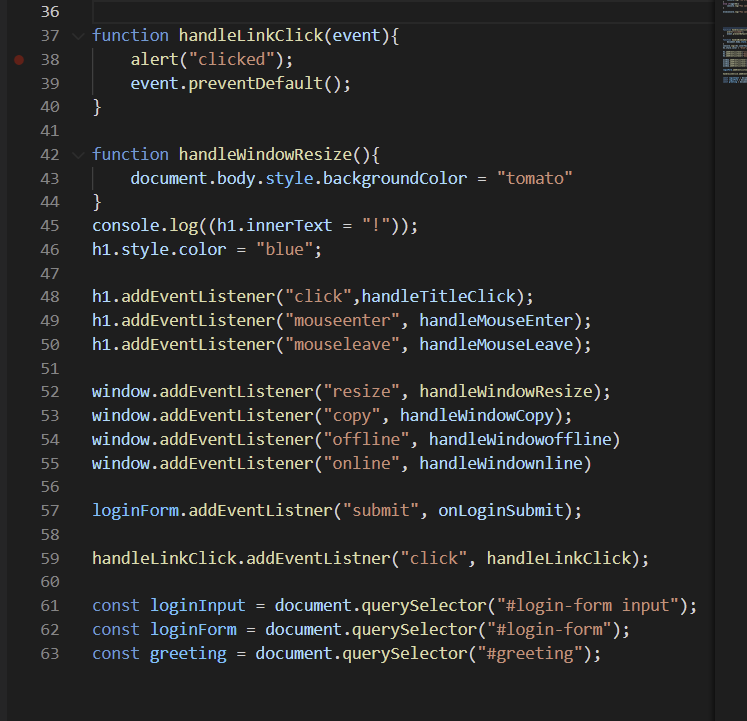 36
37 function handleLinkClick(event){
38 alert("clicked");
39 event.preventDefault();
40 }
41
42 function handleWindowResize(){
43 document.body.style.backgroundColor = "tomato"
44 }
45 console.log((h1.innerText = "!"));
46 h1.style.color = "blue";
47
48 h1.addEventListener("click",handleTitleClick);
49 h1.addEventListener("mouseenter", handleMouseEnter);
50 h1.addEventListener("mouseleave", handleMouseLeave);
51
52 window.addEventListener("resize", handleWindowResize);
53 window.addEventListener("copy", handleWindowCopy);
54 window.addEventListener("offline", handleWindowoffline)
55 window.addEventListener("online", handleWindownline)
56
57 loginForm.addEventListner("submit", onLoginSubmit);
58
59 handleLinkClick.addEventListner("click", handleLinkClick);
60
61 const loginInput = document.querySelector("#login-form input");
62 const loginForm = document.querySelector("#login-form");
63 const greeting = document.querySelector("#greeting");